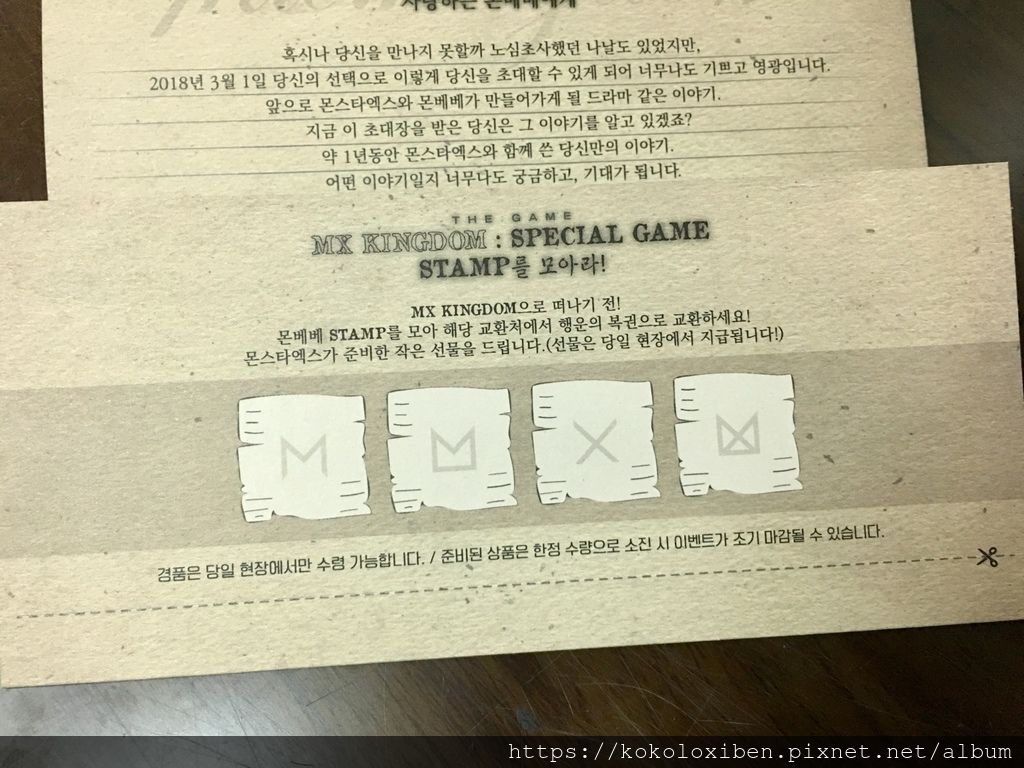 사랑하는 몬베베에게
혹시나 당신을 만나지 못할까 노심초사했던 나날도 있었지만,
2018년 3월 1일 당신의 선택으로 이렇게 당신을 초대할 수 있게 되어 너무나도 기쁘고 영광입니다.
앞으로 몬스타엑스와 몬베베가 만들어가게 될 드라마 같은 이야기.
지금 이 초대장을 받은 당신은 그 이야기를 알고 있겠죠?
약 1년동안 몬스타엑스와 함께 쓴 당신만의 이야기.
어떤 이야기일지 너무나도 궁금하고, 기대가 됩니다.
THE GAME
MX KINGDOM : SPECIAL GAME
STAMP를 모아라!
MX KINGDOM으로 떠나기 전!
몬베베 STAMP를 모아 해당 교환처에서 행운의 복권으로 교환하세요!
몬스타엑스가 준비한 작은 선물을 드립니다.(선물은 당일 현장에서 지급됩니다!)
M X
경품은 당일 현장에서만 수령 가능합니다. / 준비된 상품은 한정 수량으로 소진 시 이벤트가 조기 마감될 수 있습니다.
https://kokoloxiben.pixnet.net/album